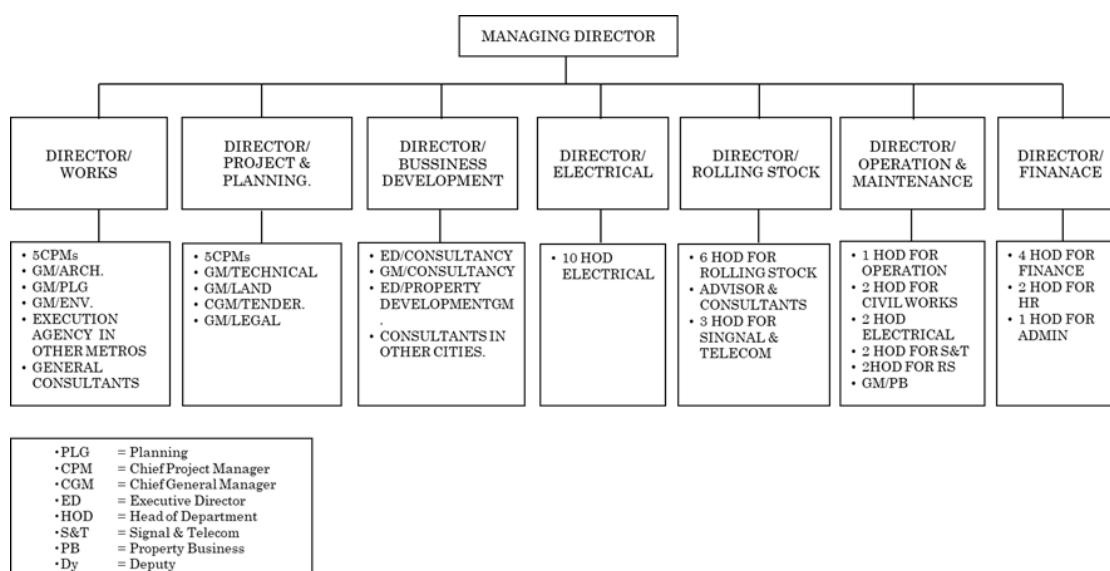 MANAGING DIRECTOR
DIRECTOR/
WORKS
DIRECTOR/
PROJECT &
PLANNING.
DIRECTOR/
BUSSINESS
DEVELOPMENT
DIRECTOR/
ELECTRICAL
DIRECTOR/
ROLLING STOCK
DIRECTOR/
OPERATION &
MAINTENANCE
DIRECTOR/
FINANACE
• 5CPMs
• GM/ARCH.
• GM/PLG
• GM/ENV.
• EXECUTION
AGENCY IN
OTHER METROS
• GENERAL
CONSULTANTS
• 5CPMs
• GM/TECHNICAL
• GM/LAND
• CGM/TENDER.
• GM/LEGAL
• ED/CONSULTANCY
• GM/CONSULTANCY
• ED/PROPERTY
DEVELOPMENTGM
.
• CONSULTANTS IN
OTHER CITIES.
• 10 HOD
ELECTRICAL
• 6 HOD FOR
ROLLING STOCK
• ADVISOR &
CONSULTANTS
• 3 HOD FOR
SINGNAL &
TELECOM
• 1 HOD FOR
OPERATION
• 2 HOD FOR
CIVIL WORKS
• 2 HOD
ELECTRICAL
• 2 HOD FOR S&T
• 2HOD FOR RS
• GM/PB
• 4 HOD FOR
FINANCE
• 2 HOD FOR
HR
• 1 HOD FOR
ADMIN
•PLG = Planning
•CPM = Chief Project Manager
•CGM = Chief General Manager
•ED = Executive Director
•HOD = Head of Department
•S&T = Signal & Telecom
•PB = Property Business
•Dy = Deputy